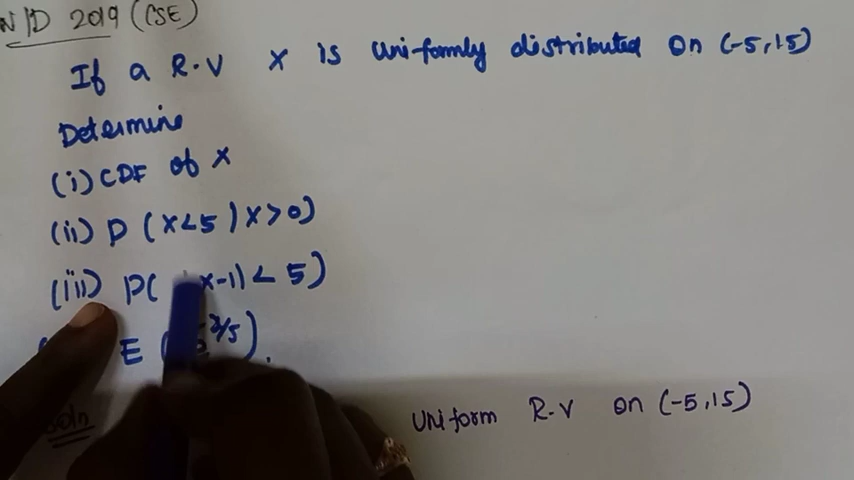 N/D 2019 (CSE)
If a R.V X is uniformly distributed on (-5,15)
Determine
(i) CDF of X
(ii) P (X<5 | X>0)
(iii) P( |X-1| < 5)
E
Soln
uniform R.V on (-5,15)